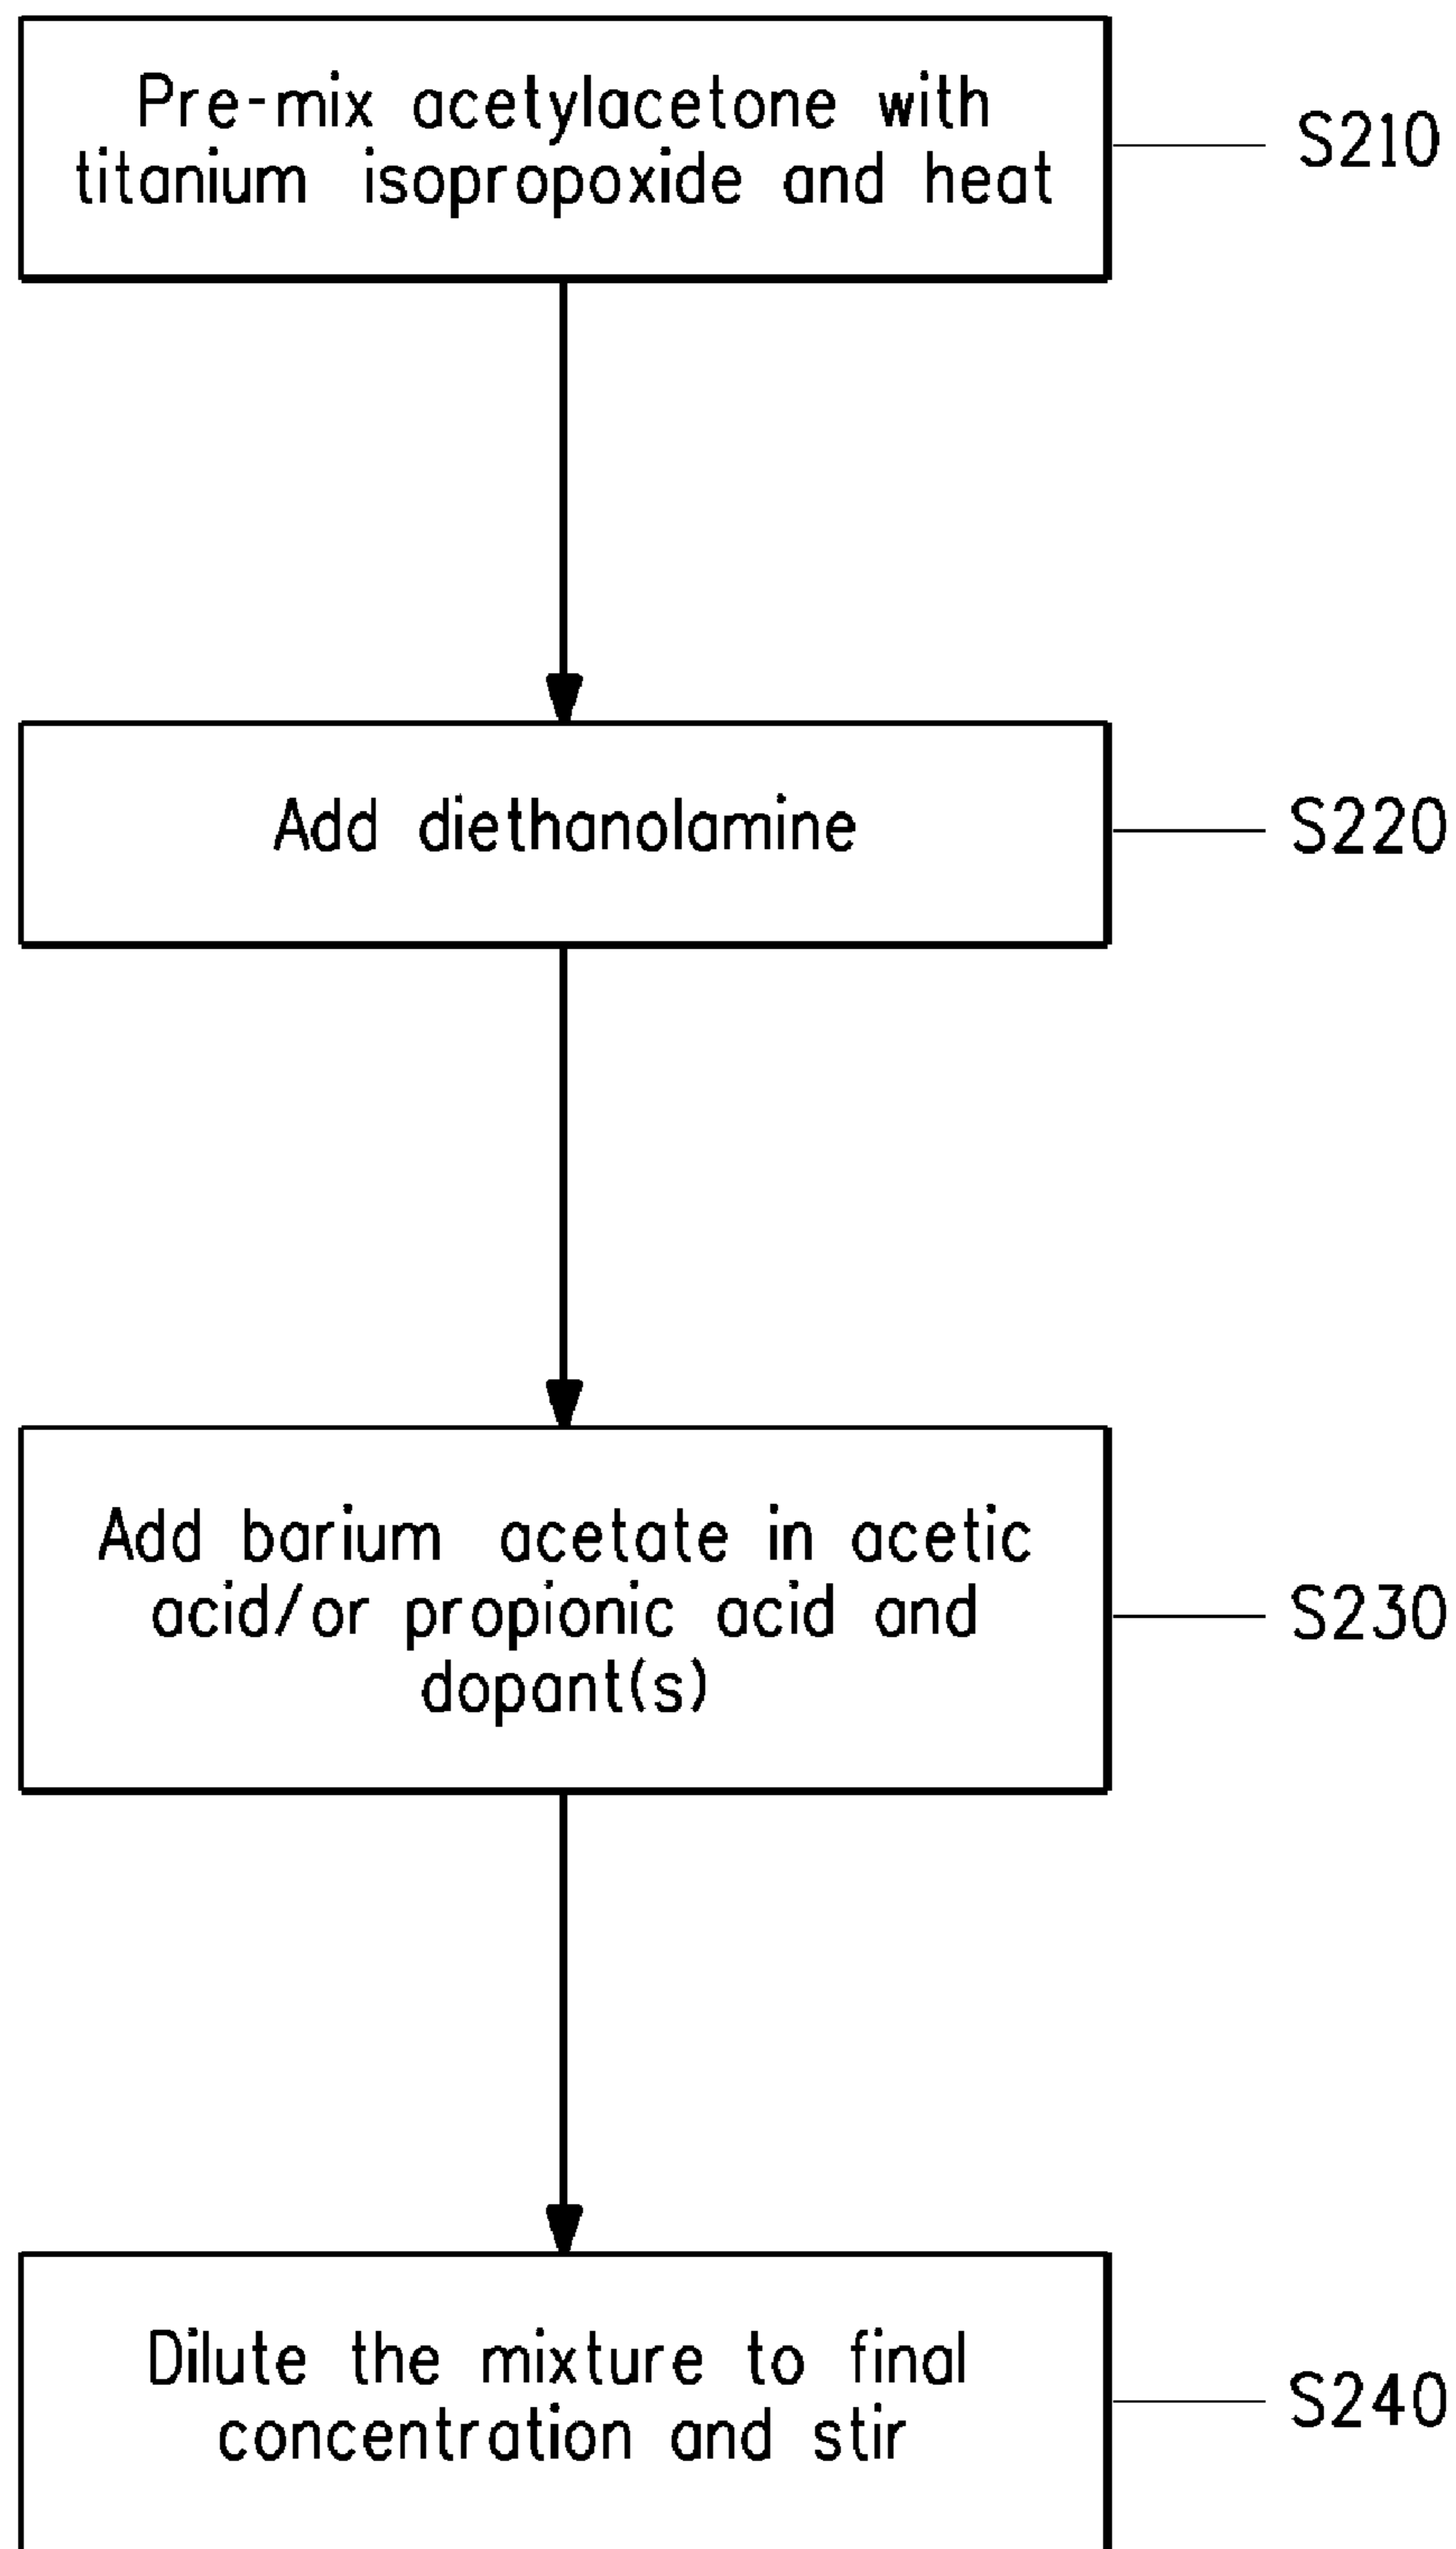 Pre-mix acetylacetone with
titanium isopropoxide and heat
S210
Add diethanolamine
S220
Add barium acetate in acetic
acid/or propionic acid and
dopant(s)
S230
Dilute the mixture to final
concentration and stir
S240